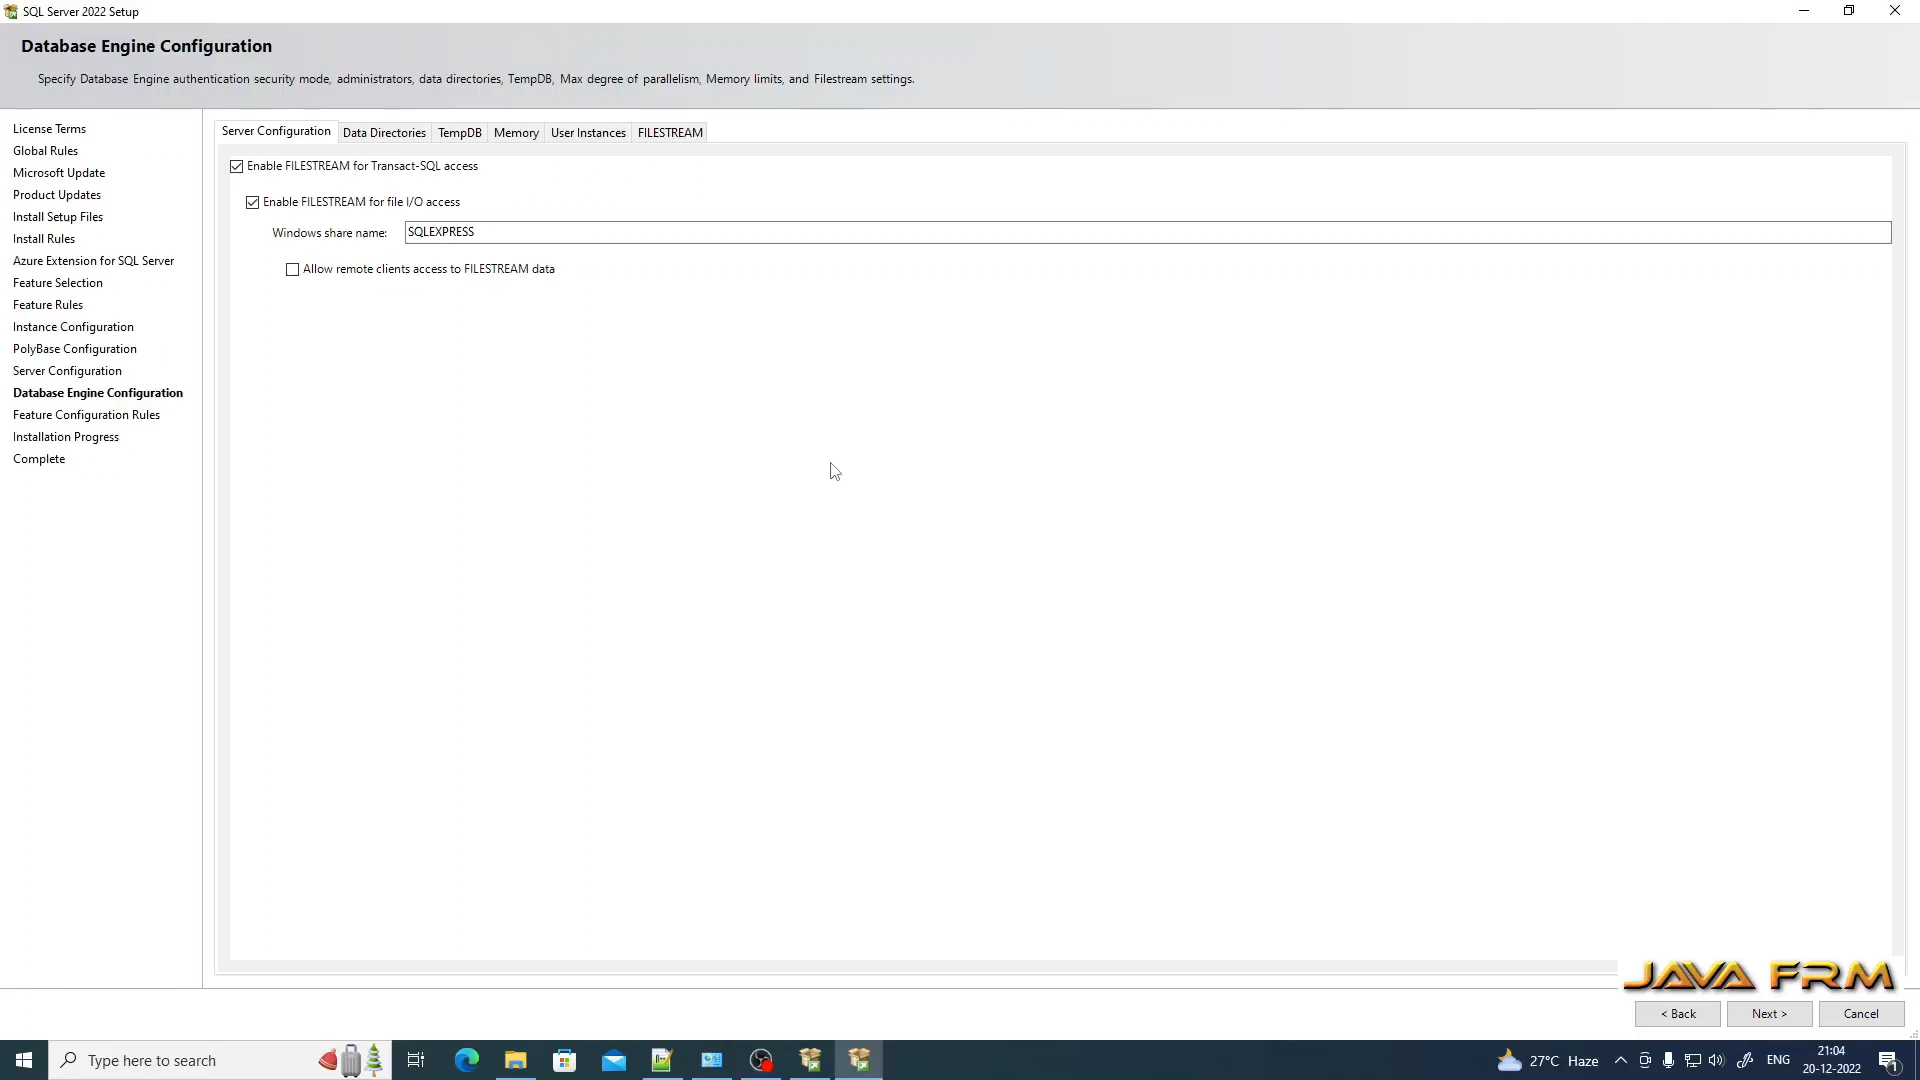 SQL Server 2022 Setup
Database Engine Configuration
Specify Database Engine authentication security mode, administrators, data directories, TempDB, Max degree of parallelism, Memory limits, and Filestream settings.
License Terms
Global Rules
Microsoft Update
Product Updates
Install Setup Files
Install Rules
Azure Extension for SQL Server
Feature Selection
Feature Rules
Instance Configuration
PolyBase Configuration
Server Configuration
Database Engine Configuration
Feature Configuration Rules
Installation Progress
Complete
Server Configuration Data Directories TempDB Memory User Instances FILESTREAM
Enable FILESTREAM for Transact-SQL access
Enable FILESTREAM for file I/O access
Windows share name: SQLEXPRESS
Allow remote clients access to FILESTREAM data
JAVA FRM
< Back Next > Cancel
Type here to search
27°C Haze
ENG
21:04
20-12-2022
1